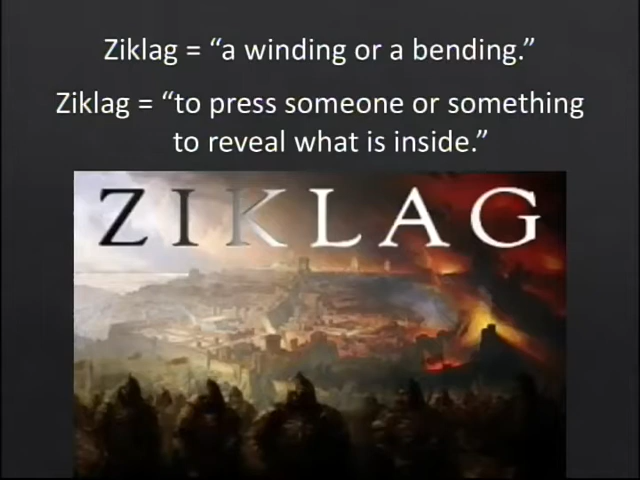 Ziklag = “a winding or a bending.”
Ziklag = “to press someone or something
to reveal what is inside.”
ZIKLAG